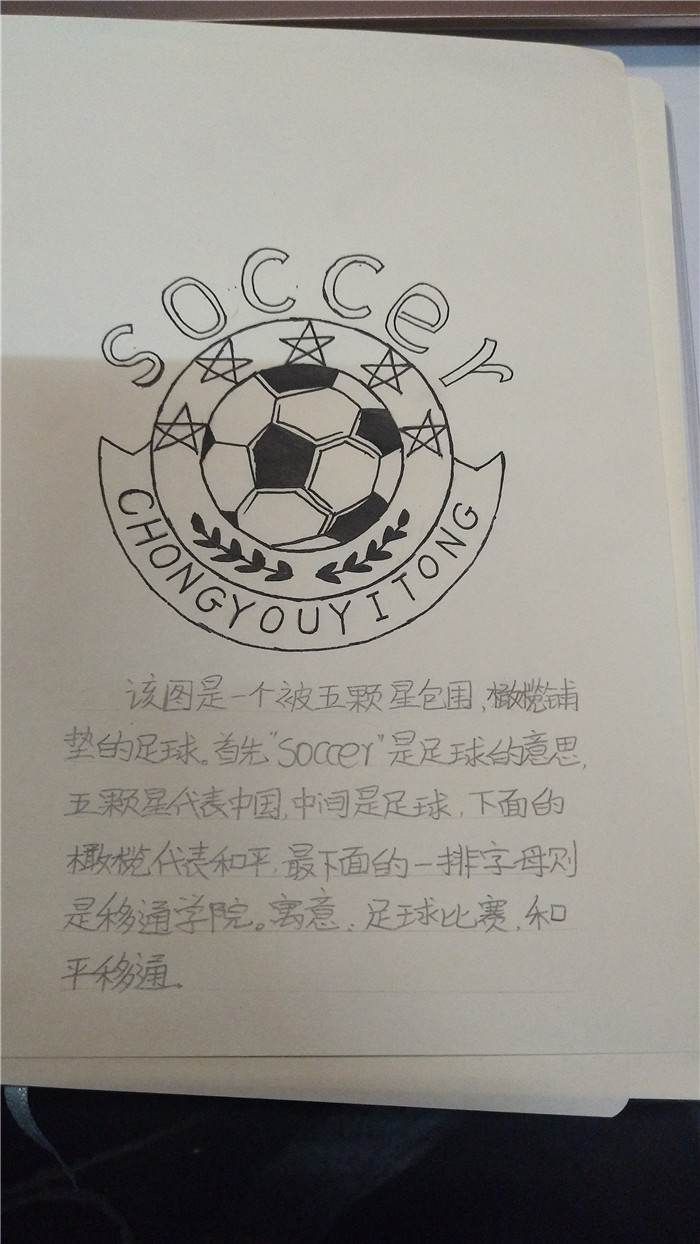 soccer
CHONGYOUYITONG
该图是一个被五颗星包围、橄榄铺
垫的足球。首先"Soccer"是足球的意思,
五颗星代表中国,中间是足球,下面的
橄榄代表和平,最下面的一排字母则
是移通学院。寓意:足球比赛,和
平移通。